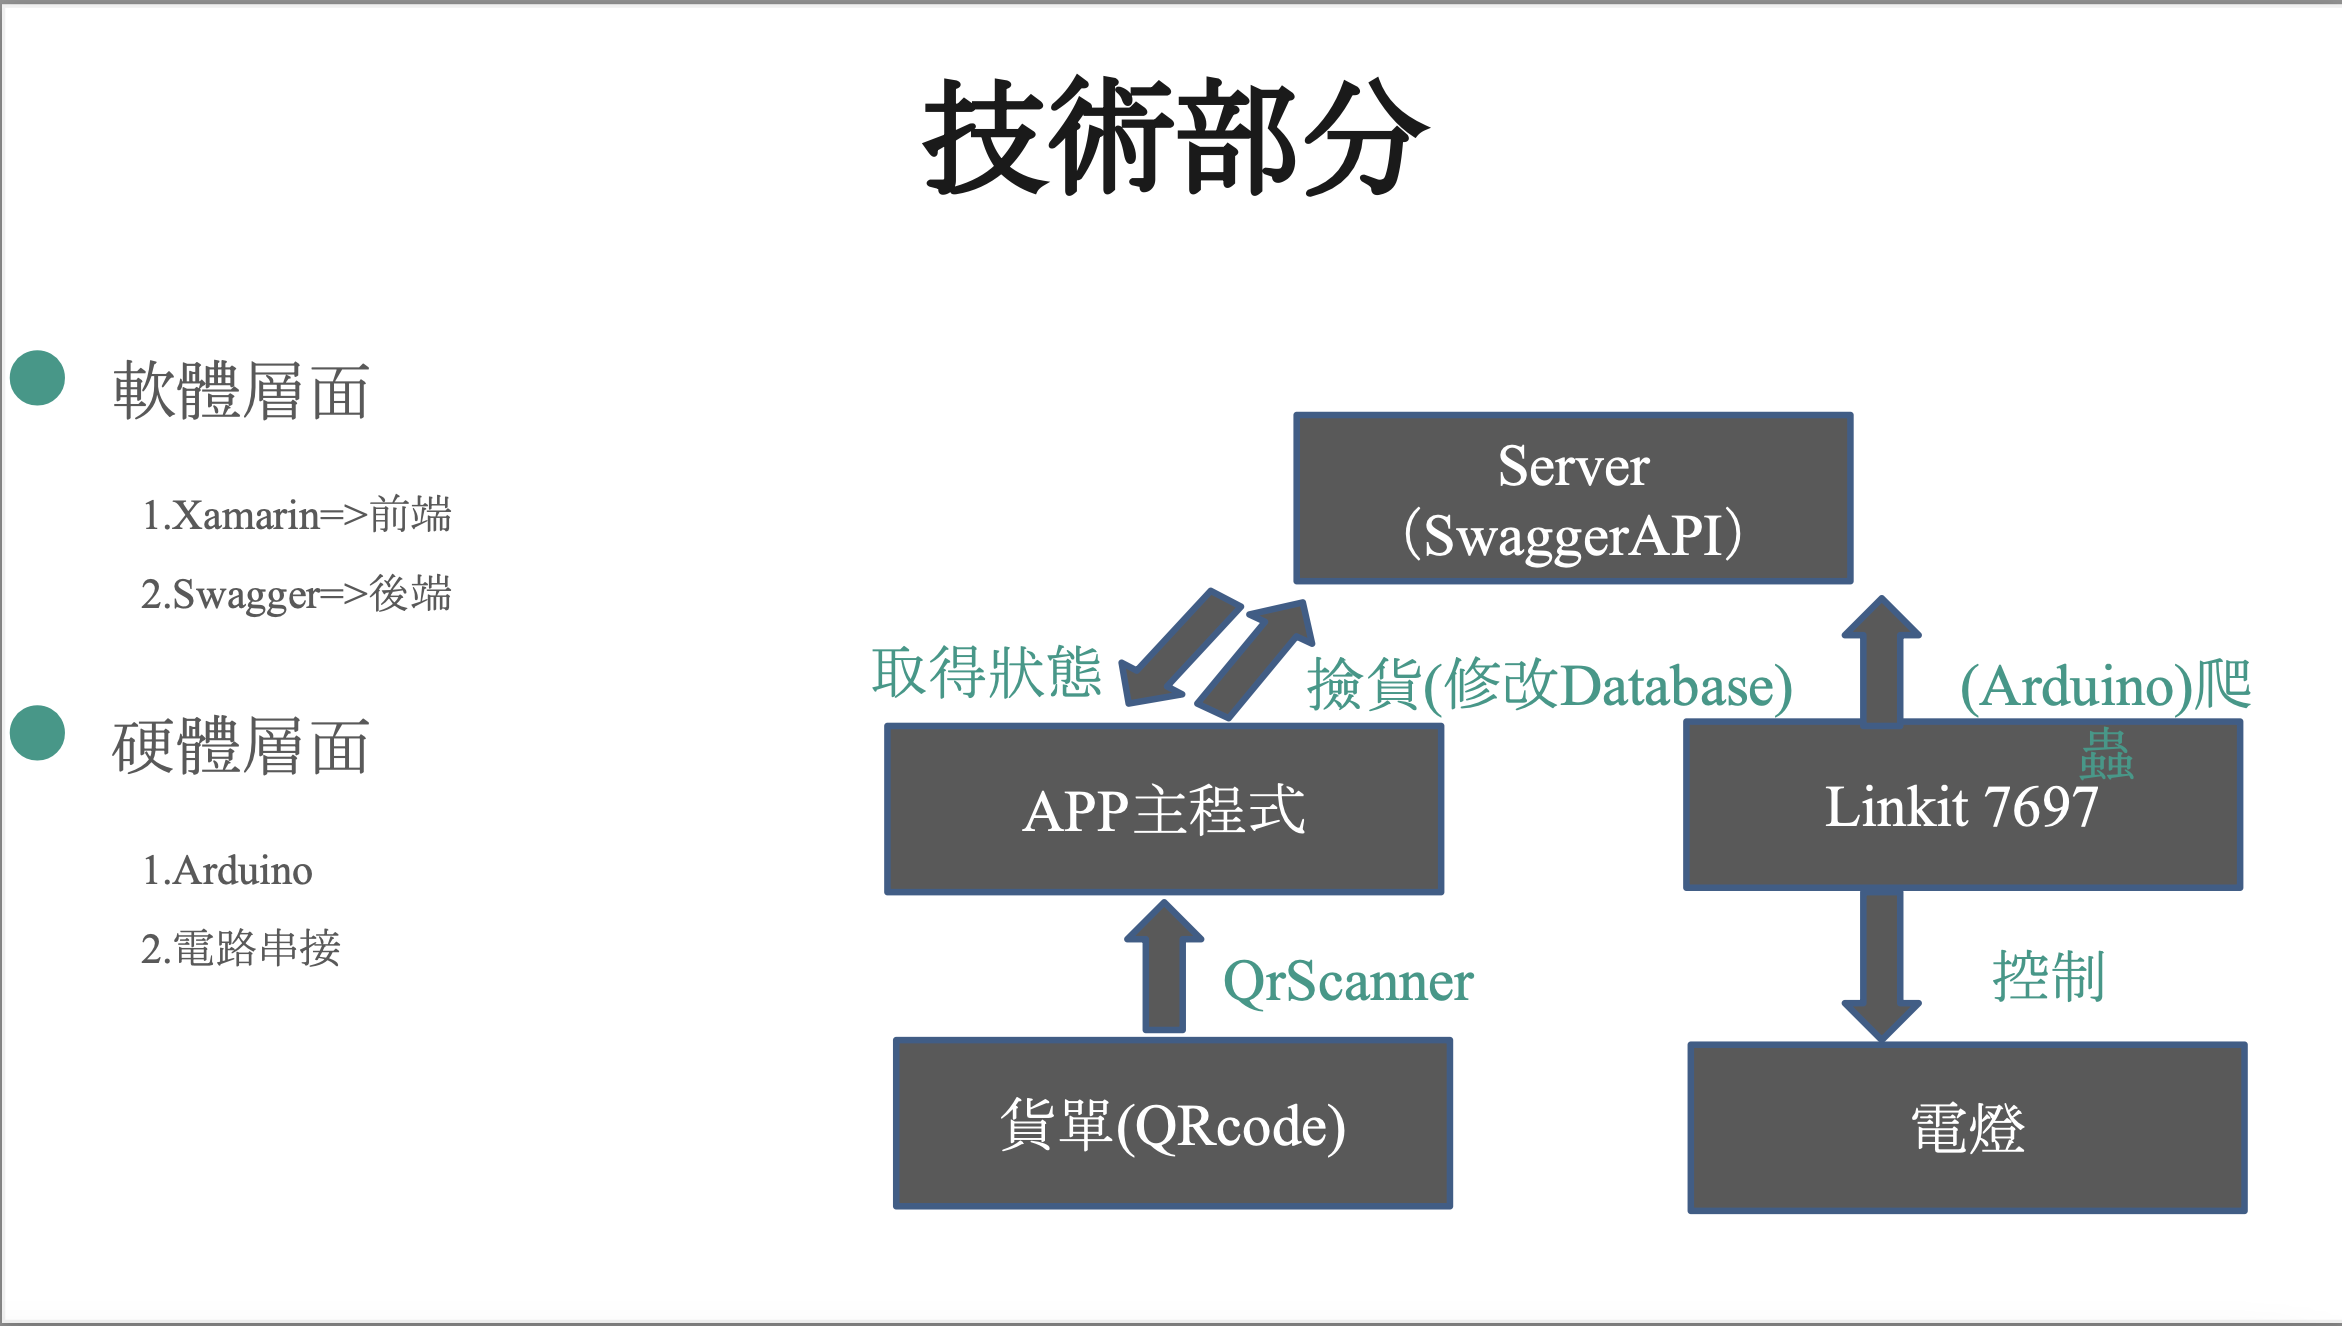 技術部分
軟體層面
1.Xamarin=>前端
2.Swagger=>後端
硬體層面
1.Arduino
2.電路串接
Server
（SwaggerAPI）
取得狀態
撿貨(修改Database)
(Arduino)爬
蟲
APP主程式
Linkit 7697
QrScanner
控制
貨單(QRcode)
電燈